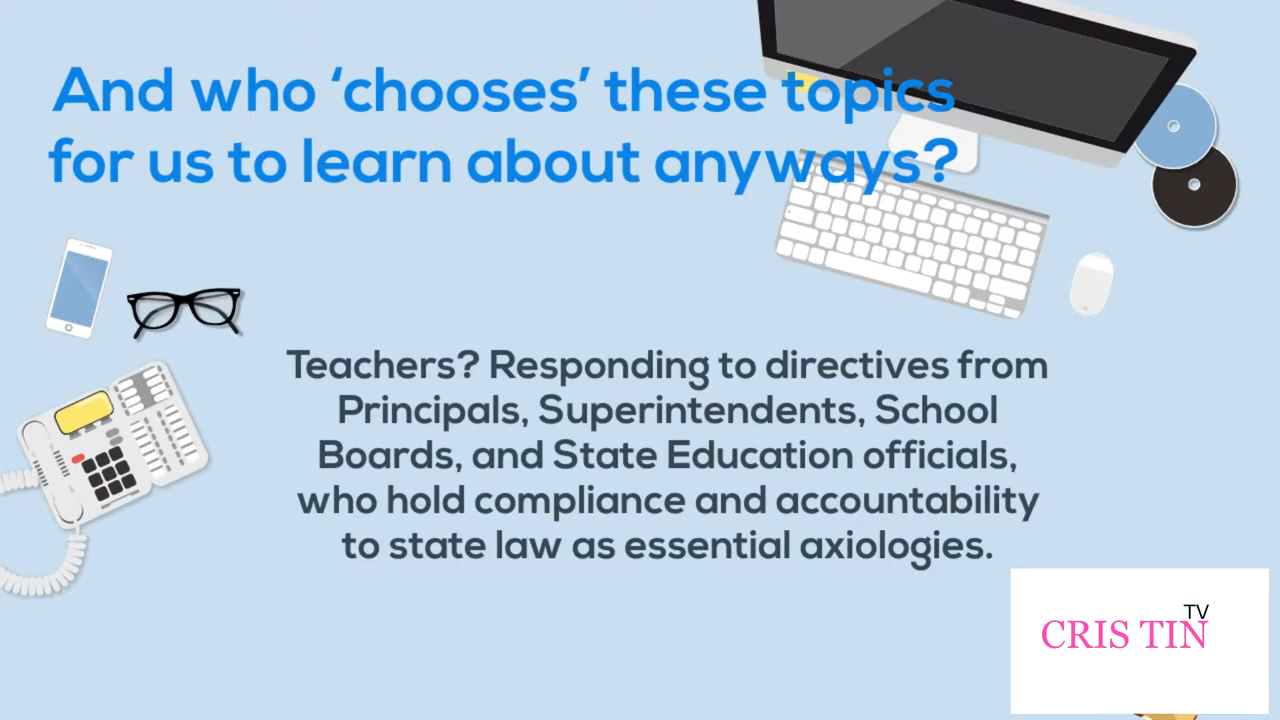 And who ‘chooses’ these topics
for us to learn about anyways?
Teachers? Responding to directives from
Principals, Superintendents, School
Boards, and State Education officials,
who hold compliance and accountability
to state law as essential axiologies.
TV
CRIS TIN